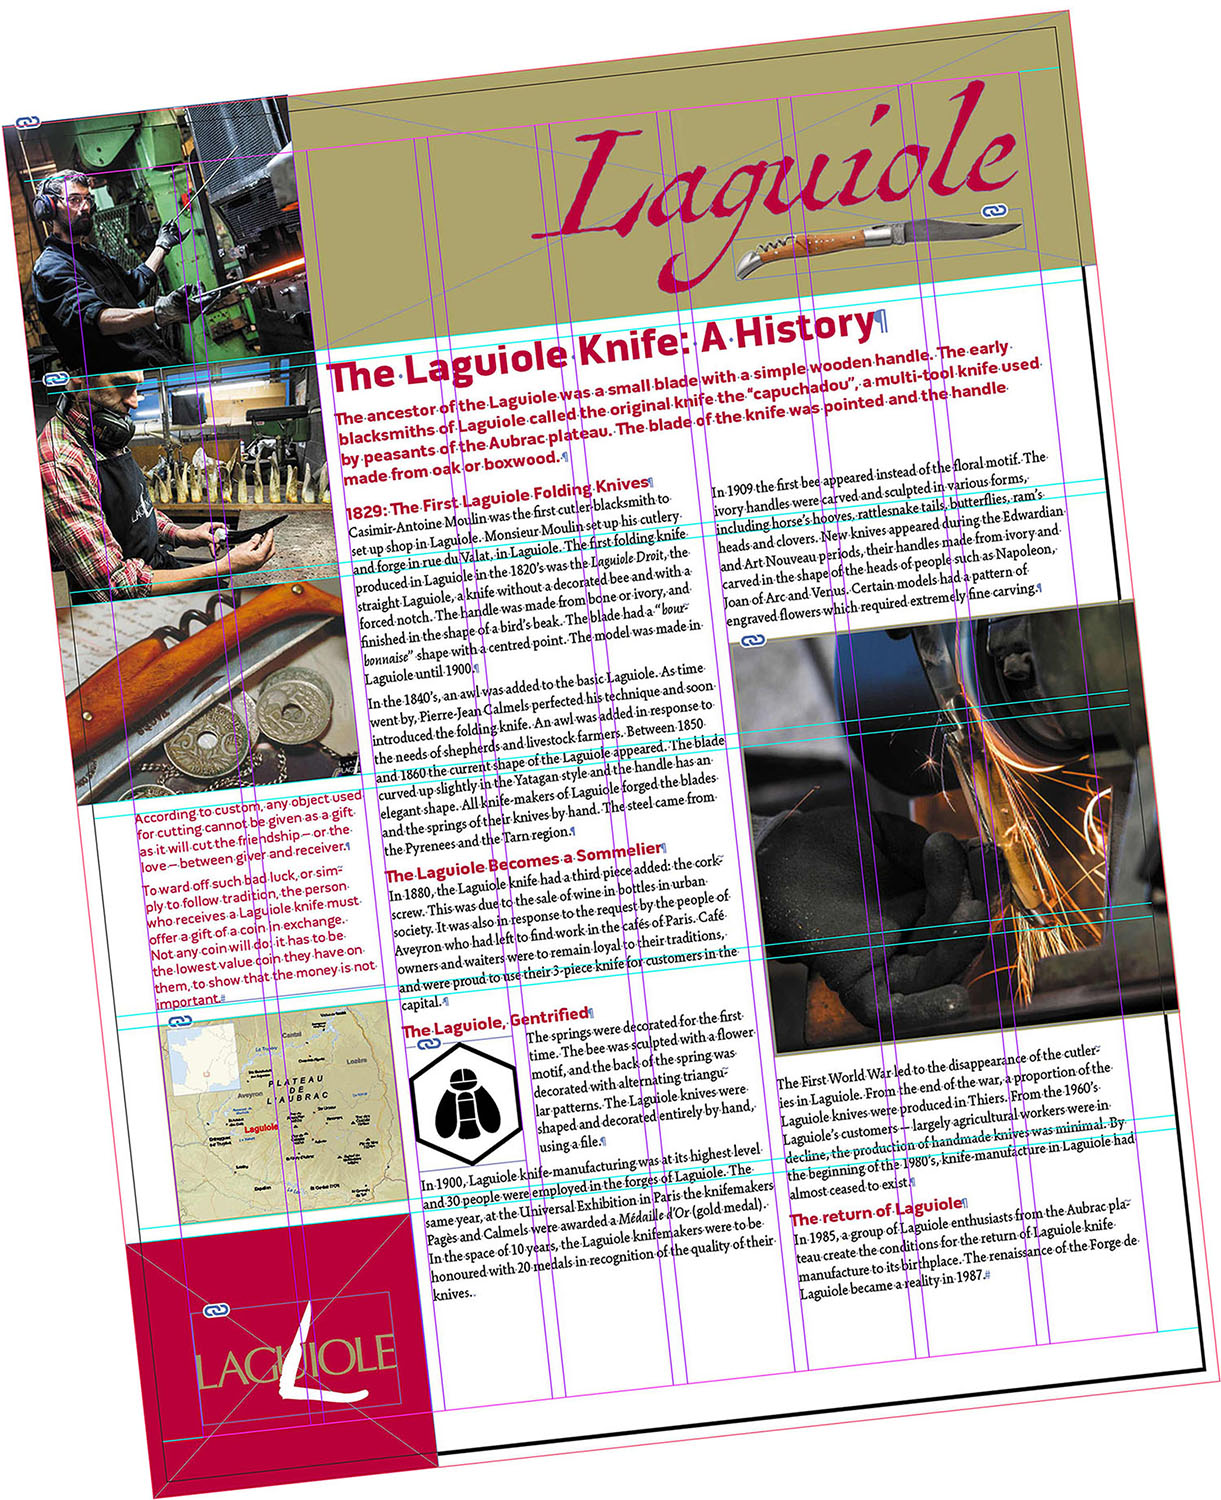 Laguiole
The Laguiole Knife: A History
The ancestor of the Laguiole was a small blade with a simple wooden handle. The early
blacksmiths of Laguiole called the original knife the “capuchadou”, a multi-tool knife used
by peasants of the Aubrac plateau. The blade of the knife was pointed and the handle
made from oak or boxwood.
1829: The First Laguiole Folding Knives
Casimir-Antoine Moulin was the first cutler-blacksmith to
set up shop in Laguiole. Monsieur Moulin set up his cutlery
and forge in rue du Valat, in Laguiole. The first folding knife
produced in Laguiole in the 1820’s was the Laguiole Droit, the
straight Laguiole, a knife without a decorated bee and with a
forced notch. The handle was made from bone or ivory, and
finished in the shape of a bird’s beak. The blade had a “bour-
bonnaise” shape with a centred point. The model was made in
Laguiole until 1900.
In the 1840’s, an awl was added to the basic Laguiole. As time
went by, Pierre-Jean Calmels perfected his technique and soon
introduced the folding knife. An awl was added in response to
the needs of shepherds and livestock farmers. Between 1850
and 1860 the current shape of the Laguiole appeared. The blade
curved up slightly in the Yatagan style and the handle has an
elegant shape. All knife-makers of Laguiole forged the blades
and the springs of their knives by hand. The steel came from
the Pyrenees and the Tarn region.
The Laguiole Becomes a Sommelier
In 1880, the Laguiole knife had a third piece added: the cork-
screw. This was due to the sale of wine in bottles in urban
society. It was also in response to the request by the people of
Aveyron who had left to find work in the cafés of Paris. Café
owners and waiters were to remain loyal to their traditions,
and were proud to use their 3-piece knife for customers in the
capital.
The Laguiole, Gentrified
The springs were decorated for the first
time. The bee was sculpted with a flower
motif, and the back of the spring was
decorated with alternating triangu-
lar patterns. The Laguiole knives were
shaped and decorated entirely by hand,
using a file.
In 1900, Laguiole knife-manufacturing was at its highest level
and 30 people were employed in the forges of Laguiole. The
same year, at the Universal Exhibition in Paris the knifemakers
Pagès and Calmels were awarded a Médaille d’Or (gold medal).
In the space of 10 years, the Laguiole knifemakers were to be
honoured with 20 medals in recognition of the quality of their
knives.
In 1909 the first bee appeared instead of the floral motif. The
ivory handles were carved and sculpted in various forms,
including horse’s hooves, rattlesnake tails, butterflies, ram’s
heads and clovers. New knives appeared during the Edwardian
and Art Nouveau periods, their handles made from ivory and
carved in the shape of the heads of people such as Napoleon,
Joan of Arc and Venus. Certain models had a pattern of
engraved flowers which required extremely fine carving.
The First World War led to the disappearance of the cutler-
ies in Laguiole. From the end of the war, a proportion of the
Laguiole knives were produced in Thiers. From the 1960’s
Laguiole’s customers — largely agricultural workers were in
decline, the production of handmade knives was minimal. By
the beginning of the 1980’s, knife-manufacture in Laguiole had
almost ceased to exist.
The return of Laguiole
In 1985, a group of Laguiole enthusiasts from the Aubrac pla-
teau create the conditions for the return of Laguiole knife
manufacture to its birthplace. The renaissance of the Forge de
Laguiole became a reality in 1987.
According to custom, any object used
for cutting cannot be given as a gift
as it will cut the friendship — or the
love — between giver and receiver.
To ward off such bad luck, or sim-
ply to follow tradition, the person
who receives a Laguiole knife must
offer a gift of a coin in exchange.
Not any coin will do: it has to be
the lowest value coin they have on
them, to show that the money is not
important.
Cantal
Lozère
PLATEAU
DE
L'AUBRAC
Aveyron
Laguiole
LAGUIOLE